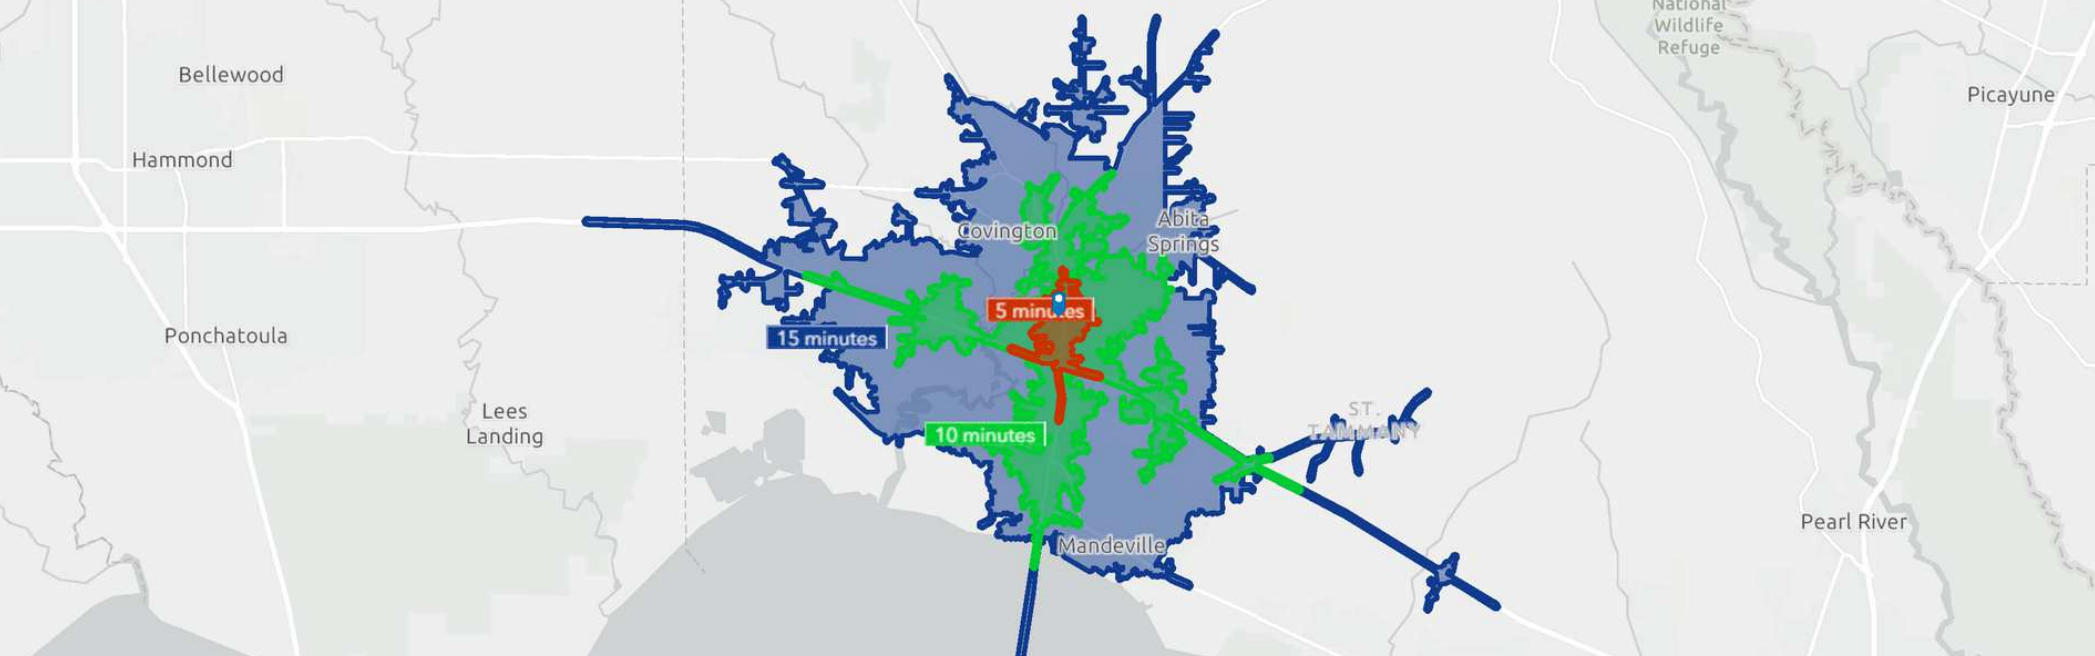 National
Wildlife
Refuge
Bellewood
Picayune
Hammond
Covington
Abita
Springs
5 minutes
15 minutes
Ponchatoula
Lees
Landing
ST.
TAMMANY
10 minutes
Pearl River
Mandeville